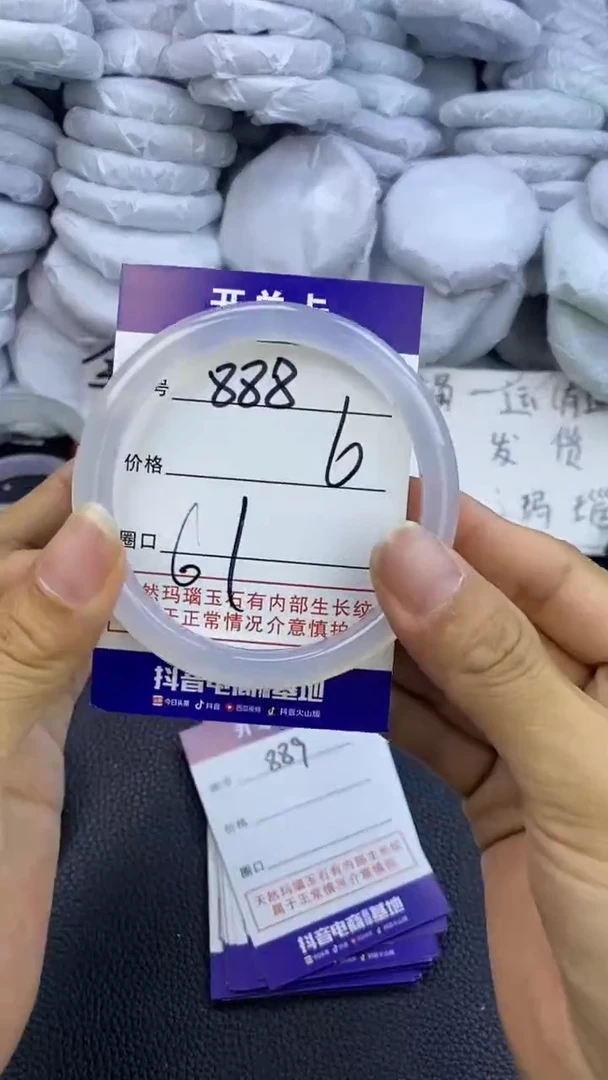 开单卡
号 888
价格 6
圈口 61
然玛瑙玉石有内部生长纹
于正常情况介意慎拍
抖音电商 基地
今日头条 抖音 西瓜视频 抖音火山版
889
价格
圈口
天然玛瑙玉石有内部生长纹
属于正常情况介意慎拍
抖音电商 基地
全
一运
发 货
玛 瑙